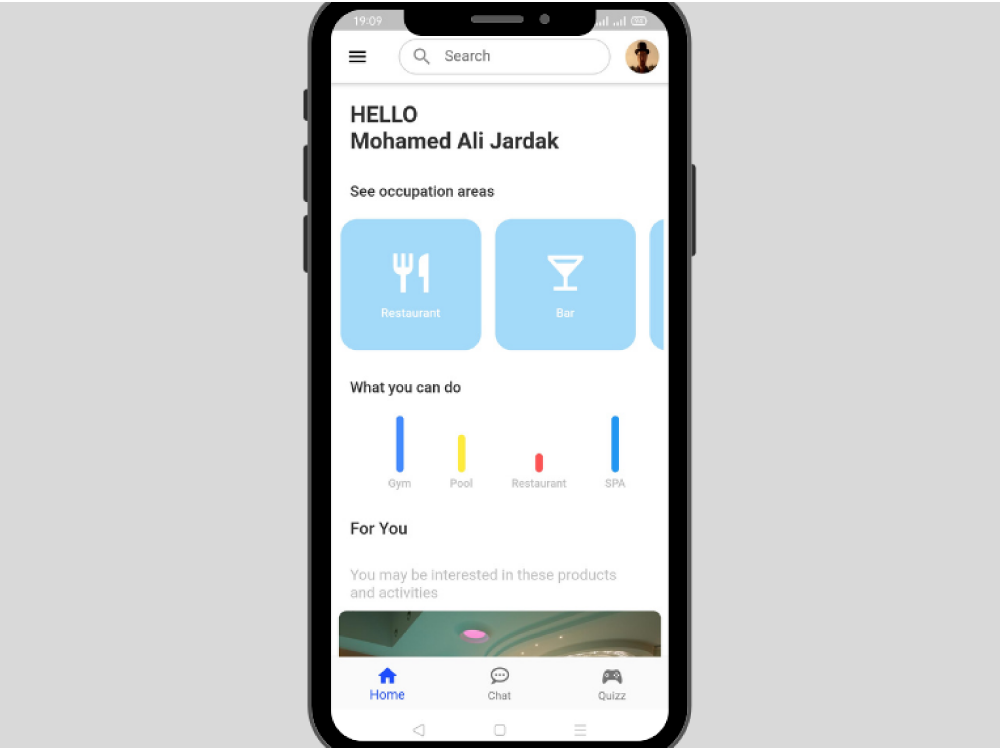 19:09
Search
HELLO
Mohamed Ali Jardak
See occupation areas
Restaurant
Bar
What you can do
Gym
Pool
Restaurant
SPA
For You
You may be interested in these products
and activities
Home
Chat
Quizz